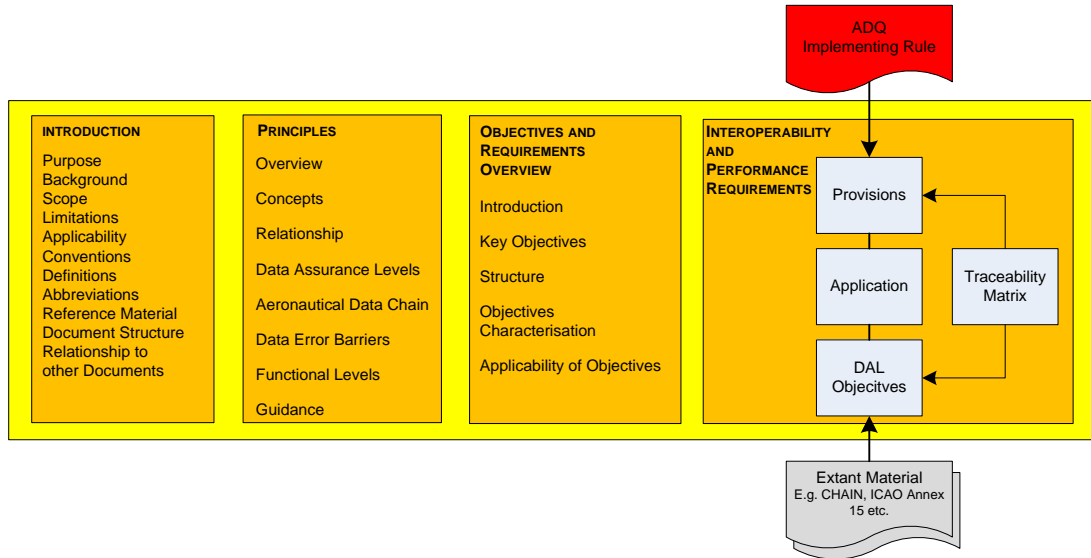 ADQ
Implementing Rule
INTRODUCTION
Purpose
Background
Scope
Limitations
Applicability
Conventions
Definitions
Abbreviations
Reference Material
Document Structure
Relationship to
other Documents
PRINCIPLES
Overview
Concepts
Relationship
Data Assurance Levels
Aeronautical Data Chain
Data Error Barriers
Functional Levels
Guidance
OBJECTIVES AND
REQUIREMENTS
OVERVIEW
Introduction
Key Objectives
Structure
Objectives
Characterisation
Applicability of Objectives
INTEROPERABILITY
AND
PERFORMANCE
REQUIREMENTS
Provisions
Application
Traceability
Matrix
DAL
Objecitves
Extant Material
E.g. CHAIN, ICAO Annex
15 etc.